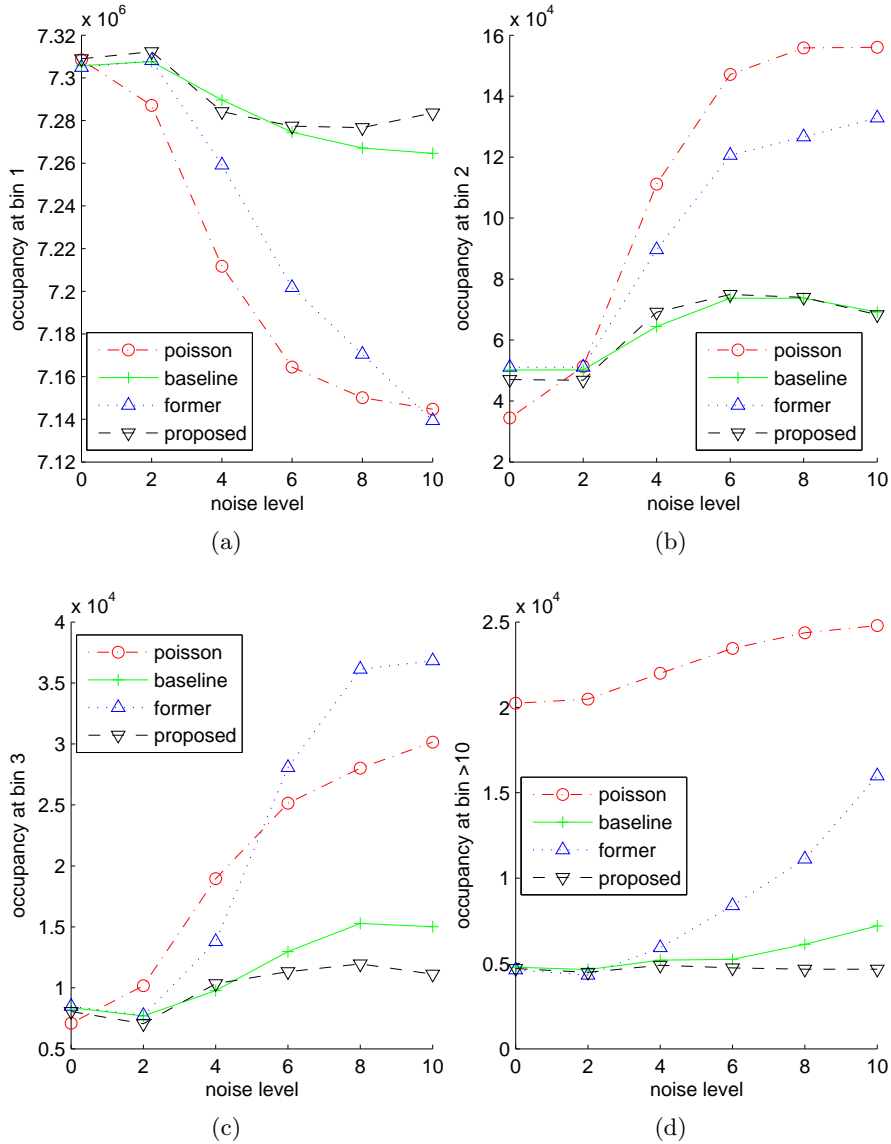 x 10^6
7.32
7.3
7.28
7.26
7.24
7.22
7.2
7.18
7.16
7.14
7.12
occupancy at bin 1
0 2 4 6 8 10
noise level
poisson
baseline
former
proposed
(a)
x 10^4
16
14
12
10
8
6
4
2
occupancy at bin 2
0 2 4 6 8 10
noise level
poisson
baseline
former
proposed
(b)
x 10^4
4
3.5
3
2.5
2
1.5
1
0.5
occupancy at bin 3
0 2 4 6 8 10
noise level
poisson
baseline
former
proposed
(c)
x 10^4
2.5
2
1.5
1
0.5
0
occupancy at bin >10
0 2 4 6 8 10
noise level
poisson
baseline
former
proposed
(d)